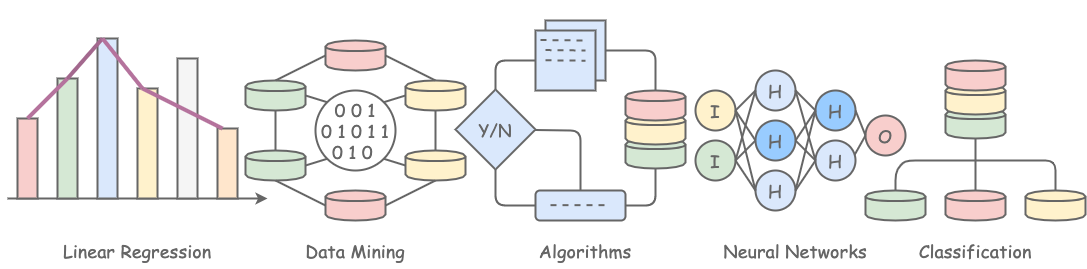 0 0 1
0 1 0 1 1
0 1 0
Y/N
I
I
H
H
H
H
H
O
Linear Regression
Data Mining
Algorithms
Neural Networks
Classification